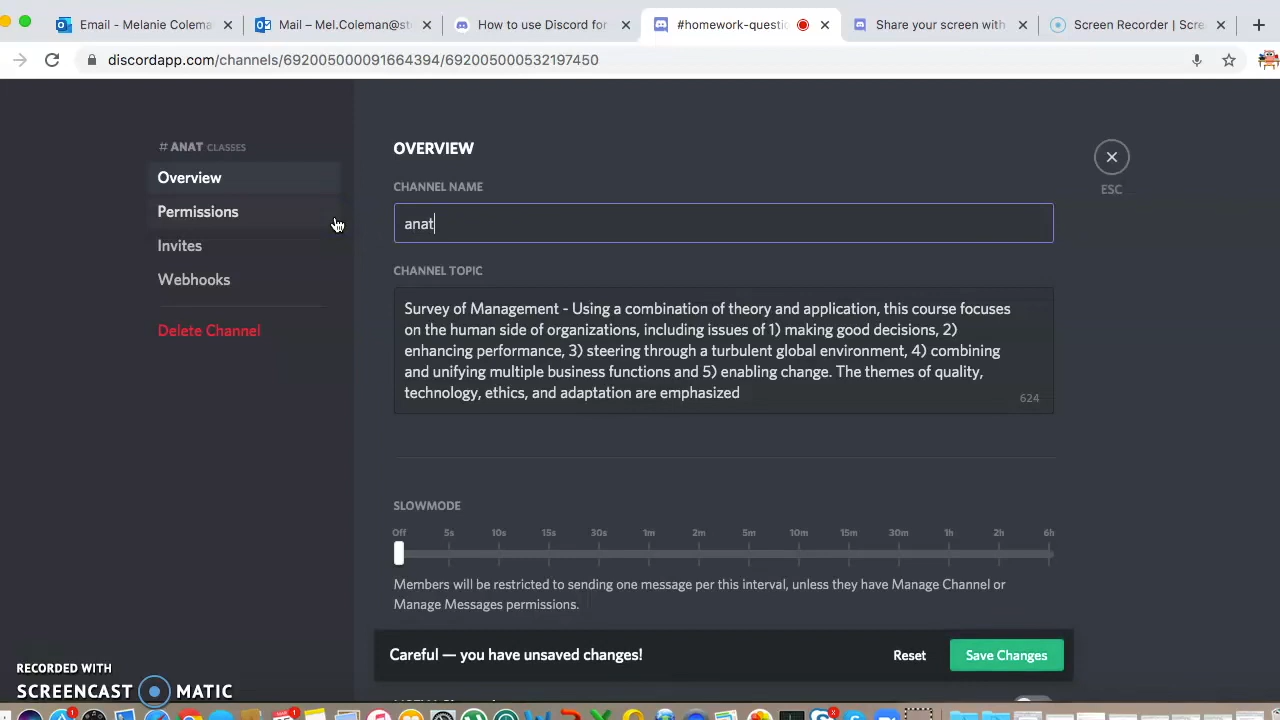 Email - Melanie Colema
Mail – Mel.Coleman@st
How to use Discord for
#homework-questio
Share your screen with
Screen Recorder | Scre
discordapp.com/channels/692005000091664394/692005000532197450
# ANAT CLASSES
Overview
Permissions
Invites
Webhooks
Delete Channel
OVERVIEW
ESC
CHANNEL NAME
anat
CHANNEL TOPIC
Survey of Management - Using a combination of theory and application, this course focuses
on the human side of organizations, including issues of 1) making good decisions, 2)
enhancing performance, 3) steering through a turbulent global environment, 4) combining
and unifying multiple business functions and 5) enabling change. The themes of quality,
technology, ethics, and adaptation are emphasized
624
SLOWMODE
Off 5s 10s 15s 30s 1m 2m 5m 10m 15m 30m 1h 2h 6h
Members will be restricted to sending one message per this interval, unless they have Manage Channel or
Manage Messages permissions.
Careful — you have unsaved changes!
Reset
Save Changes
RECORDED WITH
SCREENCAST MATIC